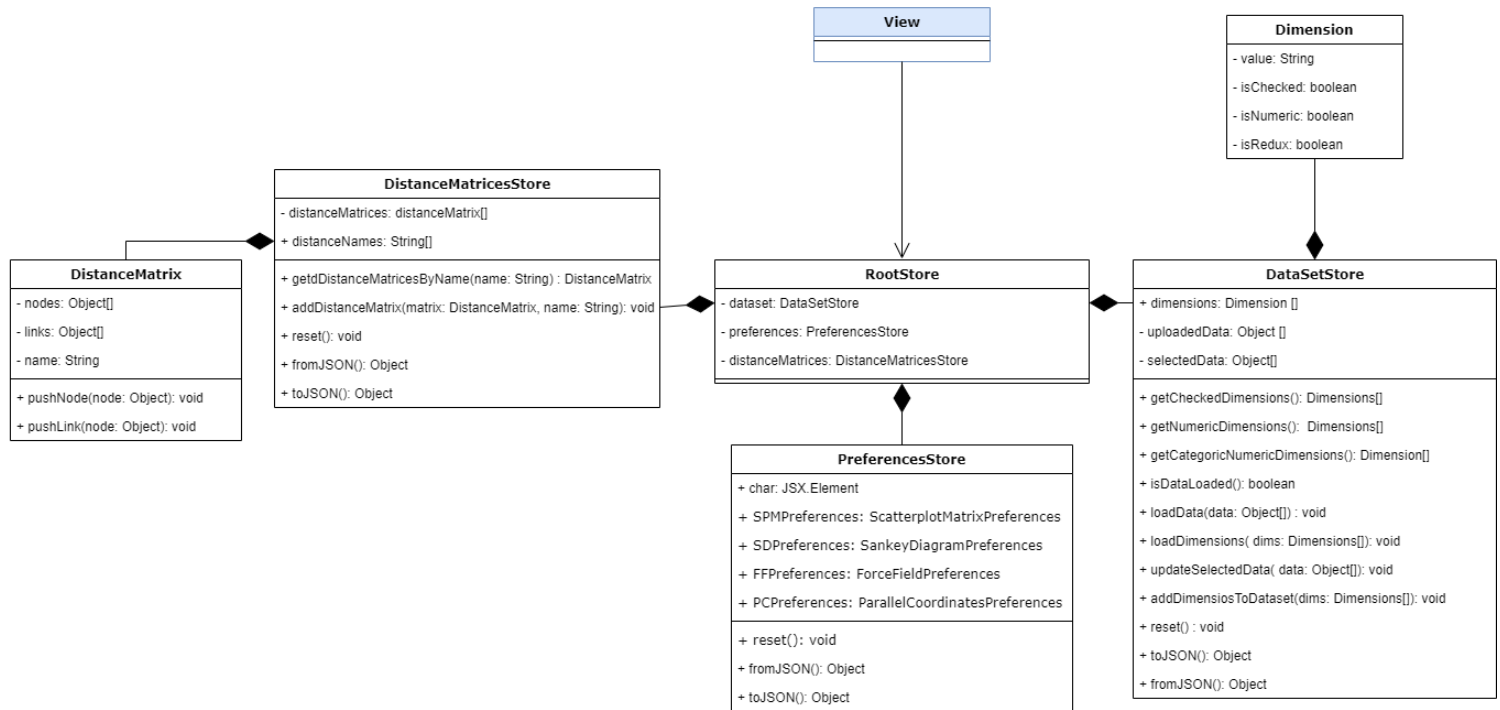 View
Dimension
- value: String
- isChecked: boolean
- isNumeric: boolean
- isRedux: boolean
DistanceMatricesStore
- distanceMatrices: distanceMatrix[]
+ distanceNames: String[]
+ getdDistanceMatricesByName(name: String) : DistanceMatrix
+ addDistanceMatrix(matrix: DistanceMatrix, name: String): void
+ reset(): void
+ fromJSON(): Object
+ toJSON(): Object
DistanceMatrix
- nodes: Object[]
- links: Object[]
- name: String
+ pushNode(node: Object): void
+ pushLink(node: Object): void
RootStore
- dataset: DataSetStore
- preferences: PreferencesStore
- distanceMatrices: DistanceMatricesStore
DataSetStore
+ dimensions: Dimension []
- uploadedData: Object []
- selectedData: Object[]
+ getCheckedDimensions(): Dimensions[]
+ getNumericDimensions():  Dimensions[]
+ getCategoricNumericDimensions(): Dimension[]
+ isDataLoaded(): boolean
+ loadData(data: Object[]) : void
+ loadDimensions( dims: Dimensions[]): void
+ updateSelectedData( data: Object[]): void
+ addDimensiosToDataset(dims: Dimensions[]): void
+ reset() : void
+ toJSON(): Object
+ fromJSON(): Object
PreferencesStore
+ char: JSX.Element
+ SPMPreferences: ScatterplotMatrixPreferences
+ SDPreferences: SankeyDiagramPreferences
+ FFPreferences: ForceFieldPreferences
+ PCPreferences: ParallelCoordinatesPreferences
+ reset(): void
+ fromJSON(): Object
+ toJSON(): Object